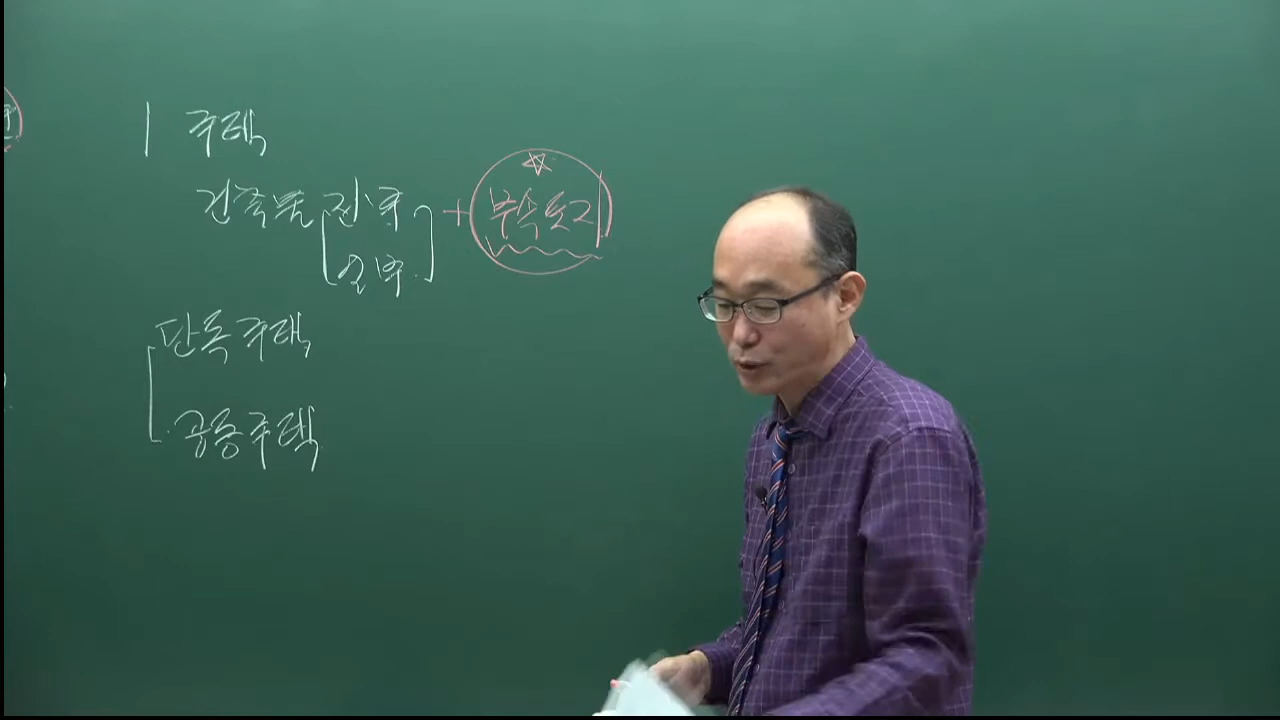 1 주택
건축물 전부 + 부속토지
일부
단독주택
공동주택